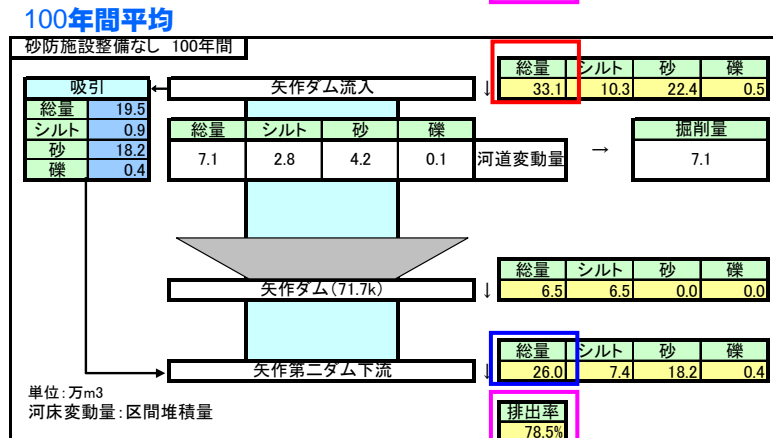 100年間平均
砂防施設整備なし 100年間
総量 シルト 砂 礫
吸引 ← 矢作ダム流入 ↓ 33.1 10.3 22.4 0.5
総量 19.5
シルト 0.9
砂 18.2
礫 0.4
総量 シルト 砂 礫 掘削量
7.1 2.8 4.2 0.1 河道変動量 → 7.1
総量 シルト 砂 礫
矢作ダム(71.7k) ↓ 6.5 6.5 0.0 0.0
総量 シルト 砂 礫
矢作第二ダム下流 ↓ 26.0 7.4 18.2 0.4
単位:万m3
河床変動量:区間堆積量
排出率
78.5%